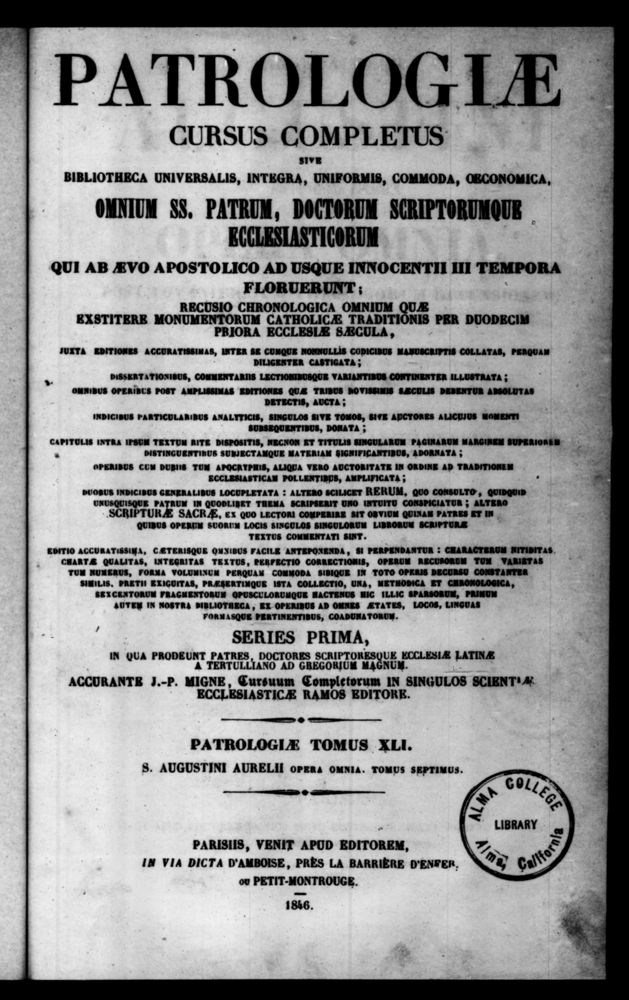 PATROLOGIÆ
CURSUS COMPLETUS
SIVE
BIBLIOTHECA UNIVERSALIS, INTEGRA, UNIFORMIS, COMMODA, OECONOMICA,
OMNIUM SS. PATRUM, DOCTORUM SCRIPTORUMQUE
ECCLESIASTICORUM
QUI AB ÆVO APOSTOLICO AD USQUE INNOCENTII III TEMPORA
FLORUERUNT;
RECUSIO CHRONOLOGICA OMNIUM QUÆ
EXSTITERE MONUMENTORUM CATHOLICÆ TRADITIONIS PER DUODECIM
PRIORA ECCLESIÆ SÆCULA,
JUXTA EDITIONES ACCURATISSIMAS, INTER SE CUMQUE NONNULLIS CODICIBUS MANUSCRIPTIS COLLATAS, PERQUAM
DILIGENTER CASTIGATA;
DISSERTATIONIBUS, COMMENTARIIS LECTIONIBUSQUE VARIANTIBUS CONTINENTER ILLUSTRATA;
OMNIBUS OPERIBUS POST AMPLISSIMAS EDITIONES QUÆ TRIBUS NOVISSIMIS SÆCULIS DEBENTUR ABSOLUTAS
DETECTIS, AUCTA;
INDICIBUS PARTICULARIBUS ANALYTICIS, SINGULOS SIVE TOMOS, SIVE AUCTORES ALICUJUS MOMENTI
SUBSEQUENTIBUS, DONATA;
CAPITULIS INTRA IPSUM TEXTUM RITE DISPOSITIS, NECNON ET TITULIS SINGULARUM PAGINARUM MARGINEM SUPERIOREM
DISTINGUENTIBUS SUBJECTAMQUE MATERIAM SIGNIFICANTIBUS, ADORNATA;
OPERIBUS CUM DUBIIS TUM APOCRYPHIS, ALIQUA VERO AUCTORITATE IN ORDINE AD TRADITIONEM
ECCLESIASTICAM POLLENTIBUS, AMPLIFICATA;
DUOBUS INDICIBUS GENERALIBUS LOCUPLETATA : ALTERO SCILICET RERUM, QUO CONSULTO, QUIDQUID
UNUSQUISQUE PATRUM IN QUODLIBET THEMA SCRIPSERIT UNO INTUITU CONSPICIATUR; ALTERO
SCRIPTURÆ SACRÆ, EX QUO LECTORI COMPERIRE SIT OBVIUM QUINAM PATRES ET IN
QUIBUS OPERUM SUORUM LOCIS SINGULOS SINGULORUM LIBRORUM SCRIPTURÆ
TEXTUS COMMENTATI SINT.
EDITIO ACCURATISSIMA, CÆTERISQUE OMNIBUS FACILE ANTEPONENDA, SI PERPENDANTUR : CHARACTERUM NITIDITAS
CHARTÆ QUALITAS, INTEGRITAS TEXTUS, PERFECTIO CORRECTIONIS, OPERUM RECUSORUM TUM VARIETAS
TUM NUMERUS, FORMA VOLUMINUM PERQUAM COMMODA SIBIQUE IN TOTO OPERIS DECURSU CONSTANTER
SIMILIS, PRETII EXIGUITAS, PRÆSERTIMQUE ISTA COLLECTIO, UNA, METHODICA ET CHRONOLOGICA,
SEXCENTORUM FRAGMENTORUM OPUSCULORUMQUE HACTENUS HIC ILLIC SPARSORUM, PRIMUM
AUTEM IN NOSTRA BIBLIOTHECA, EX OPERIBUS AD OMNES ÆTATES, LOCOS, LINGUAS
FORMASQUE PERTINENTIBUS, COADUNATORUM.
SERIES PRIMA,
IN QUA PRODEUNT PATRES, DOCTORES SCRIPTORESQUE ECCLESIÆ LATINÆ
A TERTULLIANO AD GREGORIUM MAGNUM.
ACCURANTE J.-P. MIGNE, Cursuum Completorum IN SINGULOS SCIENTIÆ
ECCLESIASTICÆ RAMOS EDITORE.
PATROLOGIÆ TOMUS XLI.
S. AUGUSTINI AURELII OPERA OMNIA. TOMUS SEPTIMUS.
ALMA COLLEGE
LIBRARY
Alma, California
PARISIIS, VENIT APUD EDITOREM,
IN VIA DICTA D'AMBOISE, PRÈS LA BARRIÈRE D'ENFER,
OU PETIT-MONTROUGE.
1846.